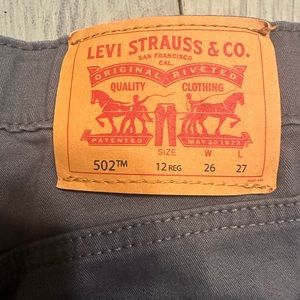 LEVI STRAUSS & CO.
SAN FRANCISCO
CAL.
ORIGINAL RIVETED
QUALITY CLOTHING
PATENTED MAY 20 1873
SIZE W L
502™ 12 REG 26 27